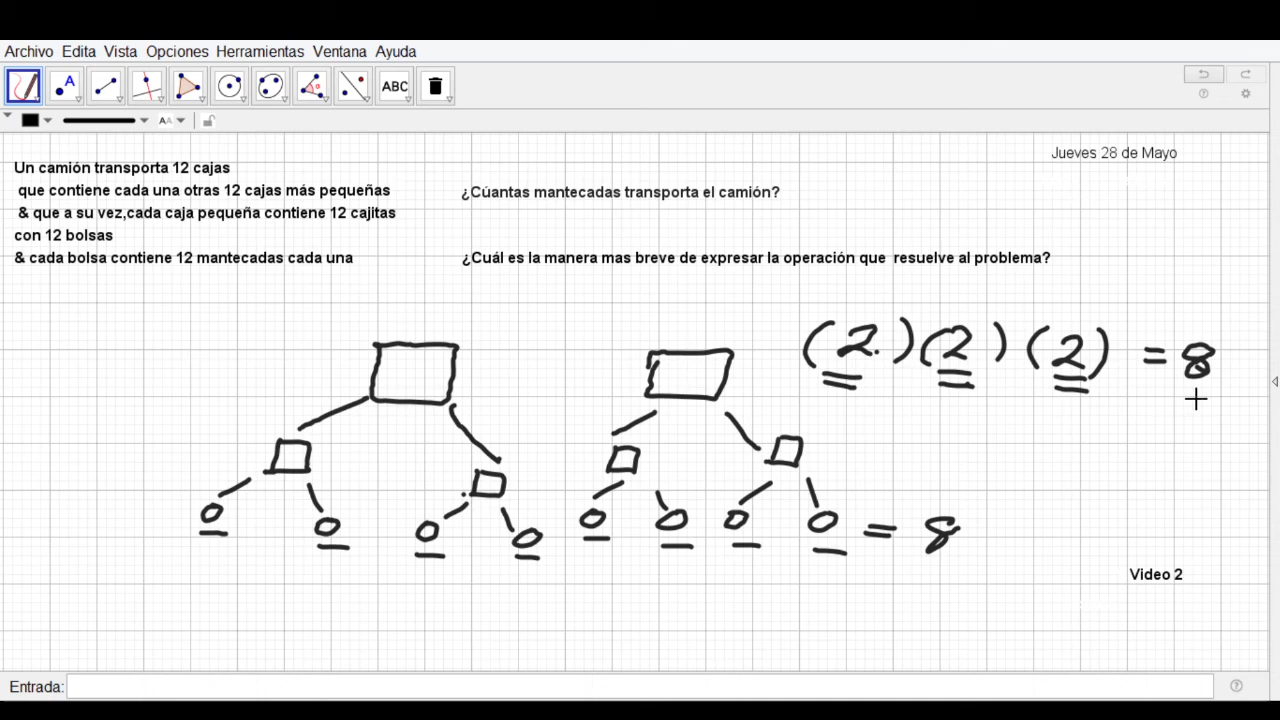 Archivo Edita Vista Opciones Herramientas Ventana Ayuda
A
α
ABC
AA
Jueves 28 de Mayo
Un camión transporta 12 cajas
que contiene cada una otras 12 cajas más pequeñas
& que a su vez,cada caja pequeña contiene 12 cajitas
con 12 bolsas
& cada bolsa contiene 12 mantecadas cada una
¿Cúantas mantecadas transporta el camión?
¿Cuál es la manera mas breve de expresar la operación que resuelve al problema?
(2.)(2)(2) = 8
= 8
Video 2
Entrada: